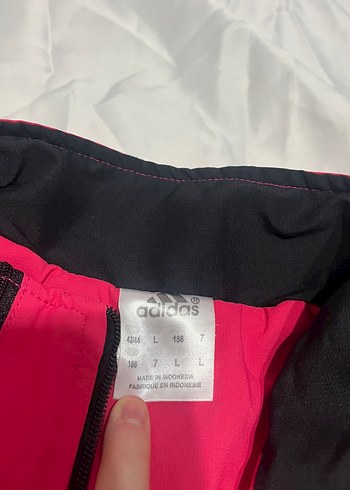 adidas
42/44 L 186 7
186 7 L L
MADE IN INDONESIA
FABRIQUE EN INDONESIE